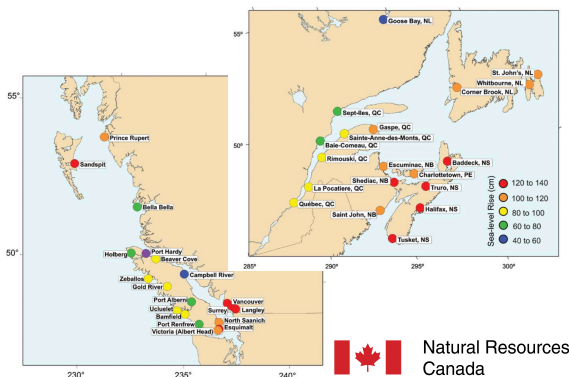 Goose Bay, NL
55°
St. John's, NL
Whitbourne, NL
Corner Brook, NL
Sept-Iles, QC
Gaspe, QC
Sainte-Anne-des-Monts, QC
Baie-Comeau, QC
50°
Rimouski, QC
Escuminac, NB
Baddeck, NS
Charlottetown, PE
Shediac, NB
Truro, NS
La Pocatiere, QC
Québec, QC
Halifax, NS
Saint John, NB
Tusket, NS
Sea-level Rise (cm)
120 to 140
100 to 120
80 to 100
60 to 80
40 to 60
285°
290°
295°
300°
55°
Prince Rupert
Sandspit
Bella Bella
50°
Port Hardy
Holberg
Beaver Cove
Campbell River
Zeballos
Gold River
Port Alberni
Vancouver
Ucluelet
Surrey
Langley
Bamfield
North Saanich
Port Renfrew
Esquimalt
Victoria (Albert Head)
230°
235°
240°
Natural Resources
Canada